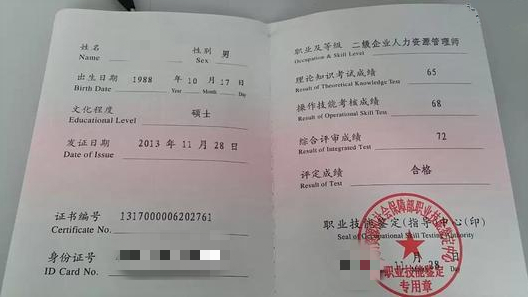 姓名 性别 男
Name Sex
出生日期 1988 年 10 月 17 日
Birth Date Year Month Day
文化程度 硕士
Educational Level
发证日期 2013 年 11 月 28 日
Date of Issue
证书编号 1317000006202761
Certificate No.
身份证号
ID Card No.
职业及等级 二级企业人力资源管理师
Occupation & Skill Level
理论知识考试成绩 65
Result of Theoretical Knowledge Test
操作技能考核成绩 68
Result of Operational Skill Test
综合评审成绩 72
Result of Integrated Test
评定成绩 合格
Result of Test
职业技能鉴定(指导)中心(印)
Seal of Occupational Skill Testing Authority
11 月 28 日
职业技能鉴定
专用章